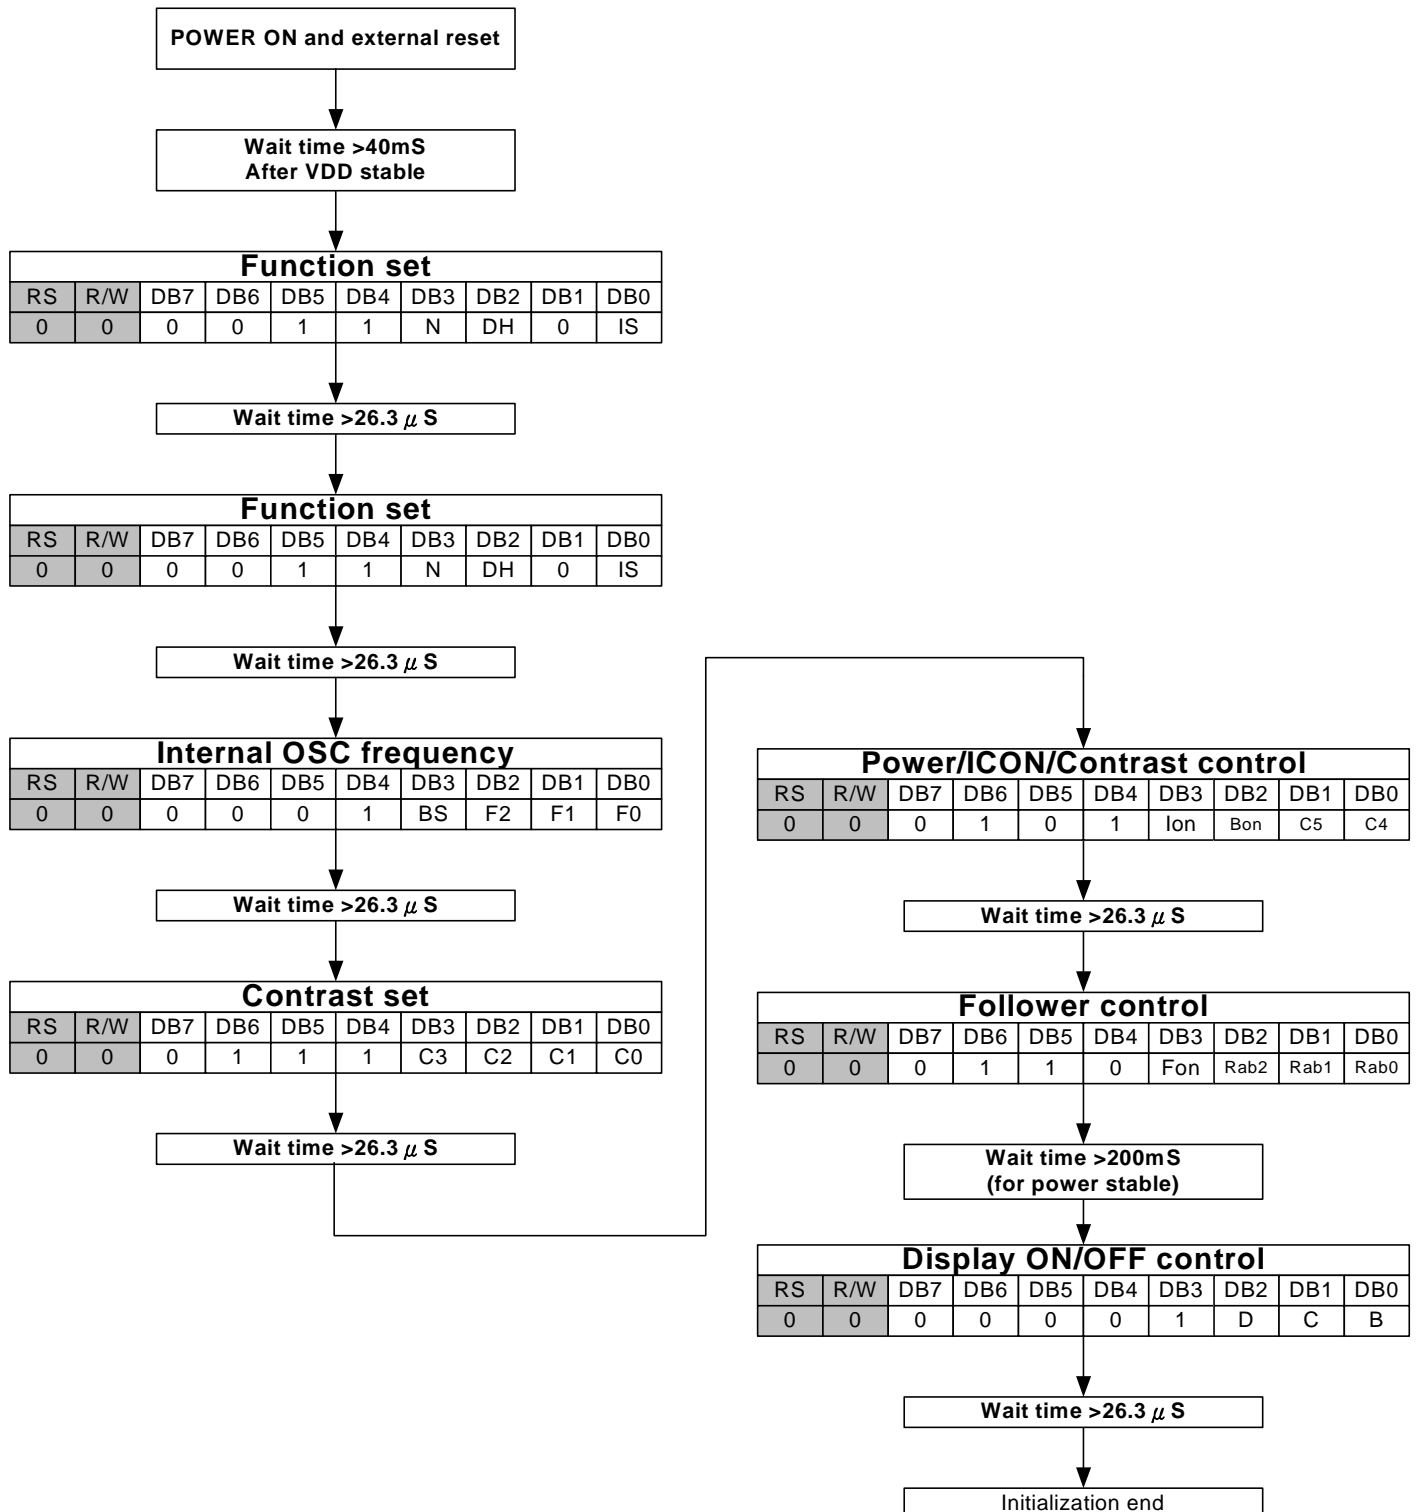 POWER ON and external reset
Wait time >40mS
After VDD stable
Function set
RS R/W DB7 DB6 DB5 DB4 DB3 DB2 DB1 DB0
0 0 0 0 1 1 N DH 0 IS
Wait time >26.3 μ S
Function set
RS R/W DB7 DB6 DB5 DB4 DB3 DB2 DB1 DB0
0 0 0 0 1 1 N DH 0 IS
Wait time >26.3 μ S
Internal OSC frequency
RS R/W DB7 DB6 DB5 DB4 DB3 DB2 DB1 DB0
0 0 0 0 0 1 BS F2 F1 F0
Wait time >26.3 μ S
Contrast set
RS R/W DB7 DB6 DB5 DB4 DB3 DB2 DB1 DB0
0 0 0 1 1 1 C3 C2 C1 C0
Wait time >26.3 μ S
Power/ICON/Contrast control
RS R/W DB7 DB6 DB5 DB4 DB3 DB2 DB1 DB0
0 0 0 1 0 1 Ion Bon C5 C4
Wait time >26.3 μ S
Follower control
RS R/W DB7 DB6 DB5 DB4 DB3 DB2 DB1 DB0
0 0 0 1 1 0 Fon Rab2 Rab1 Rab0
Wait time >200mS
(for power stable)
Display ON/OFF control
RS R/W DB7 DB6 DB5 DB4 DB3 DB2 DB1 DB0
0 0 0 0 0 0 1 D C B
Wait time >26.3 μ S
Initialization end